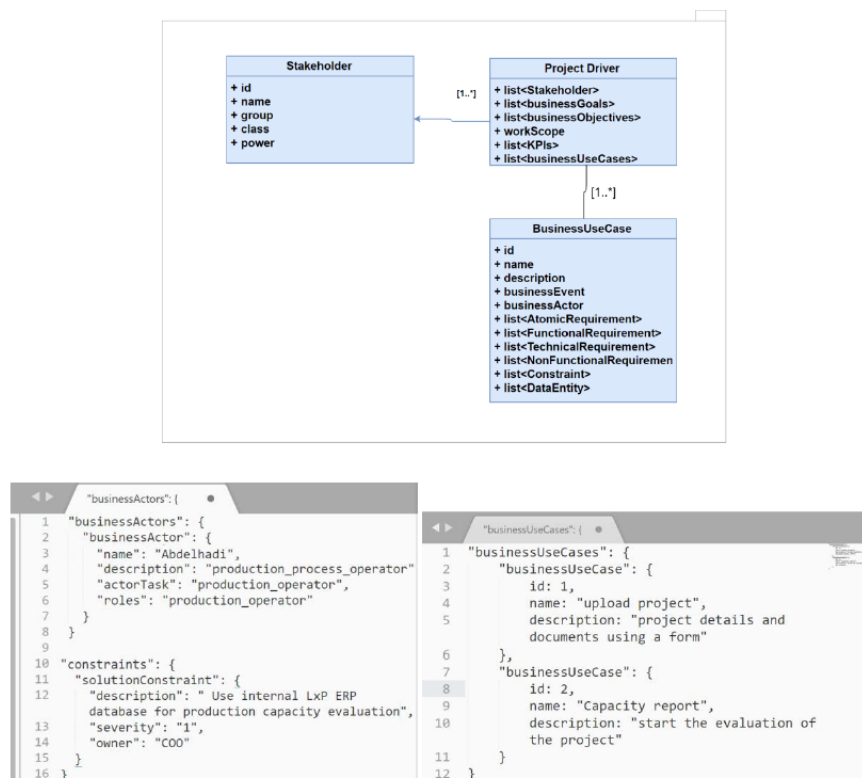 Stakeholder
+ id
+ name
+ group
+ class
+ power
[1..*]
Project Driver
+ list<Stakeholder>
+ list<businessGoals>
+ list<businessObjectives>
+ workScope
+ list<KPIs>
+ list<businessUseCases>
[1..*]
BusinessUseCase
+ id
+ name
+ description
+ businessEvent
+ businessActor
+ list<AtomicRequirement>
+ list<FunctionalRequirement>
+ list<TechnicalRequirement>
+ list<NonFunctionalRequiremen
+ list<Constraint>
+ list<DataEntity>
"businessActors": {
1 "businessActors": {
2 "businessActor": {
3 "name": "Abdelhadi",
4 "description": "production_process_operator"
5 "actorTask": "production_operator",
6 "roles": "production_operator"
7 }
8 }
9
10 "constraints": {
11 "solutionConstraint": {
12 "description": " Use internal LxP ERP
database for production capacity evaluation",
13 "severity": "1",
14 "owner": "COO"
15 }
16 }
"businessUseCases": {
1 "businessUseCases": {
2 "businessUseCase": {
3 id: 1,
4 name: "upload project",
5 description: "project details and
documents using a form"
6 },
7 "businessUseCase": {
8 id: 2,
9 name: "Capacity report",
10 description: "start the evaluation of
the project"
11 }
12 }